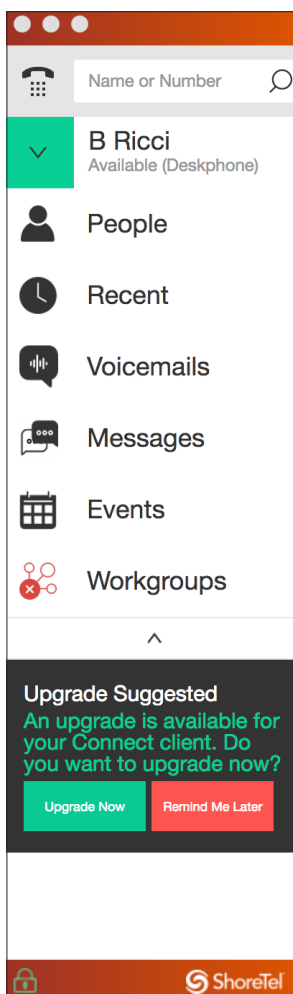 Name or Number
B Ricci
Available (Deskphone)
People
Recent
Voicemails
Messages
Events
Workgroups
Upgrade Suggested
An upgrade is available for
your Connect client. Do
you want to upgrade now?
Upgrade Now
Remind Me Later
ShoreTel